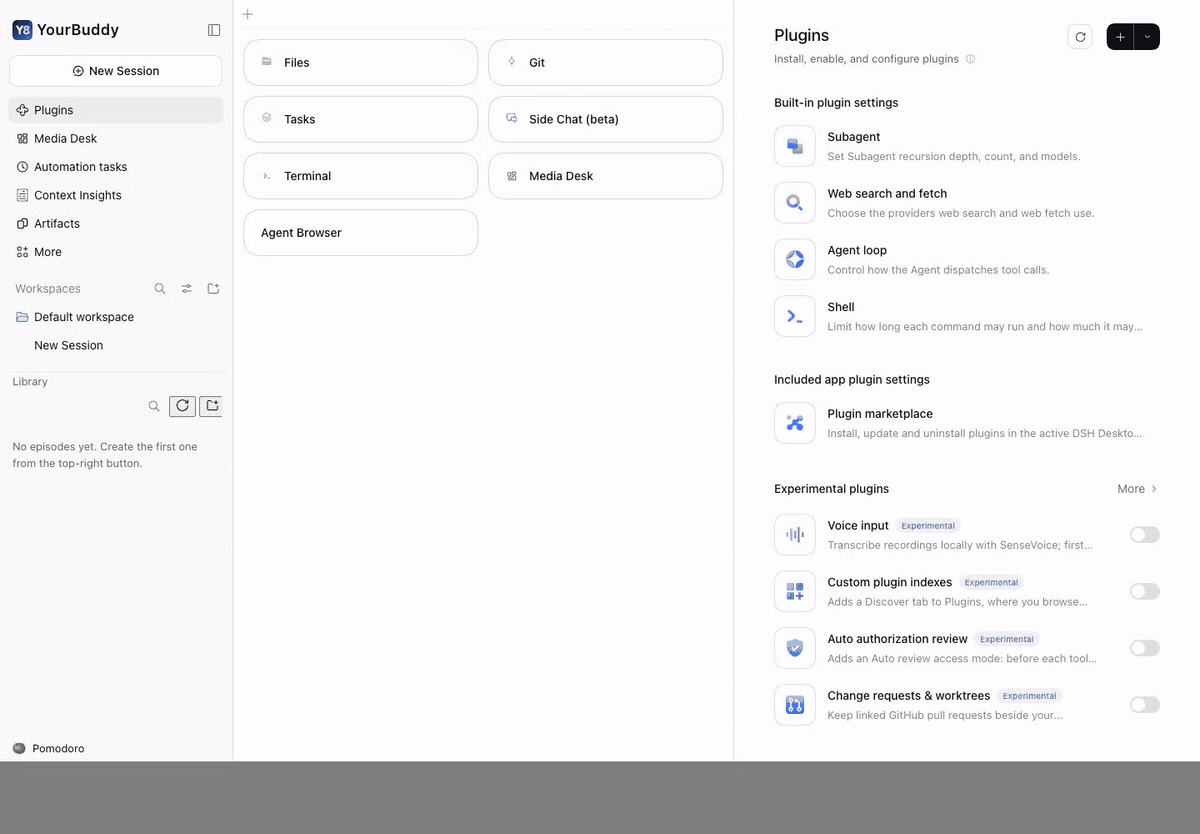 Y8 YourBuddy
New Session
Plugins
Media Desk
Automation tasks
Context Insights
Artifacts
More
Workspaces
Default workspace
New Session
Library
No episodes yet. Create the first one
from the top-right button.
Pomodoro
Files
Git
Tasks
Side Chat (beta)
Terminal
Media Desk
Agent Browser
Plugins
Install, enable, and configure plugins
Built-in plugin settings
Subagent
Set Subagent recursion depth, count, and models.
Web search and fetch
Choose the providers web search and web fetch use.
Agent loop
Control how the Agent dispatches tool calls.
Shell
Limit how long each command may run and how much it may...
Included app plugin settings
Plugin marketplace
Install, update and uninstall plugins in the active DSH Deskto...
Experimental plugins
More
Voice input Experimental
Transcribe recordings locally with SenseVoice; first...
Custom plugin indexes Experimental
Adds a Discover tab to Plugins, where you browse...
Auto authorization review Experimental
Adds an Auto review access mode: before each tool...
Change requests & worktrees Experimental
Keep linked GitHub pull requests beside your...